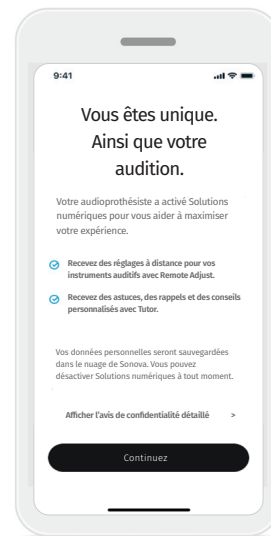 9:41
Vous êtes unique.
Ainsi que votre
audition.
Votre audioprothésiste a activé Solutions
numériques pour vous aider à maximiser
votre expérience.
Recevez des réglages à distance pour vos
instruments auditifs avec Remote Adjust.
Recevez des astuces, des rappels et des conseils
personnalisés avec Tutor.
Vos données personnelles seront sauvegardées
dans le nuage de Sonova. Vous pouvez
désactiver Solutions numériques à tout moment.
Afficher l'avis de confidentialité détaillé >
Continuez